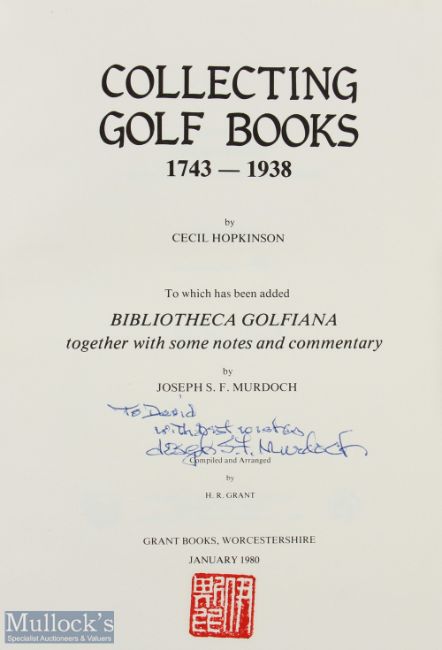 COLLECTING
GOLF BOOKS
1743 — 1938
by
CECIL HOPKINSON
To which has been added
BIBLIOTHECA GOLFIANA
together with some notes and commentary
by
JOSEPH S. F. MURDOCH
To David
with best wishes
Joseph S.F. Murdoch
Compiled and Arranged
by
H. R. GRANT
GRANT BOOKS, WORCESTERSHIRE
JANUARY 1980
Mullock's
Specialist Auctioneers & Valuers